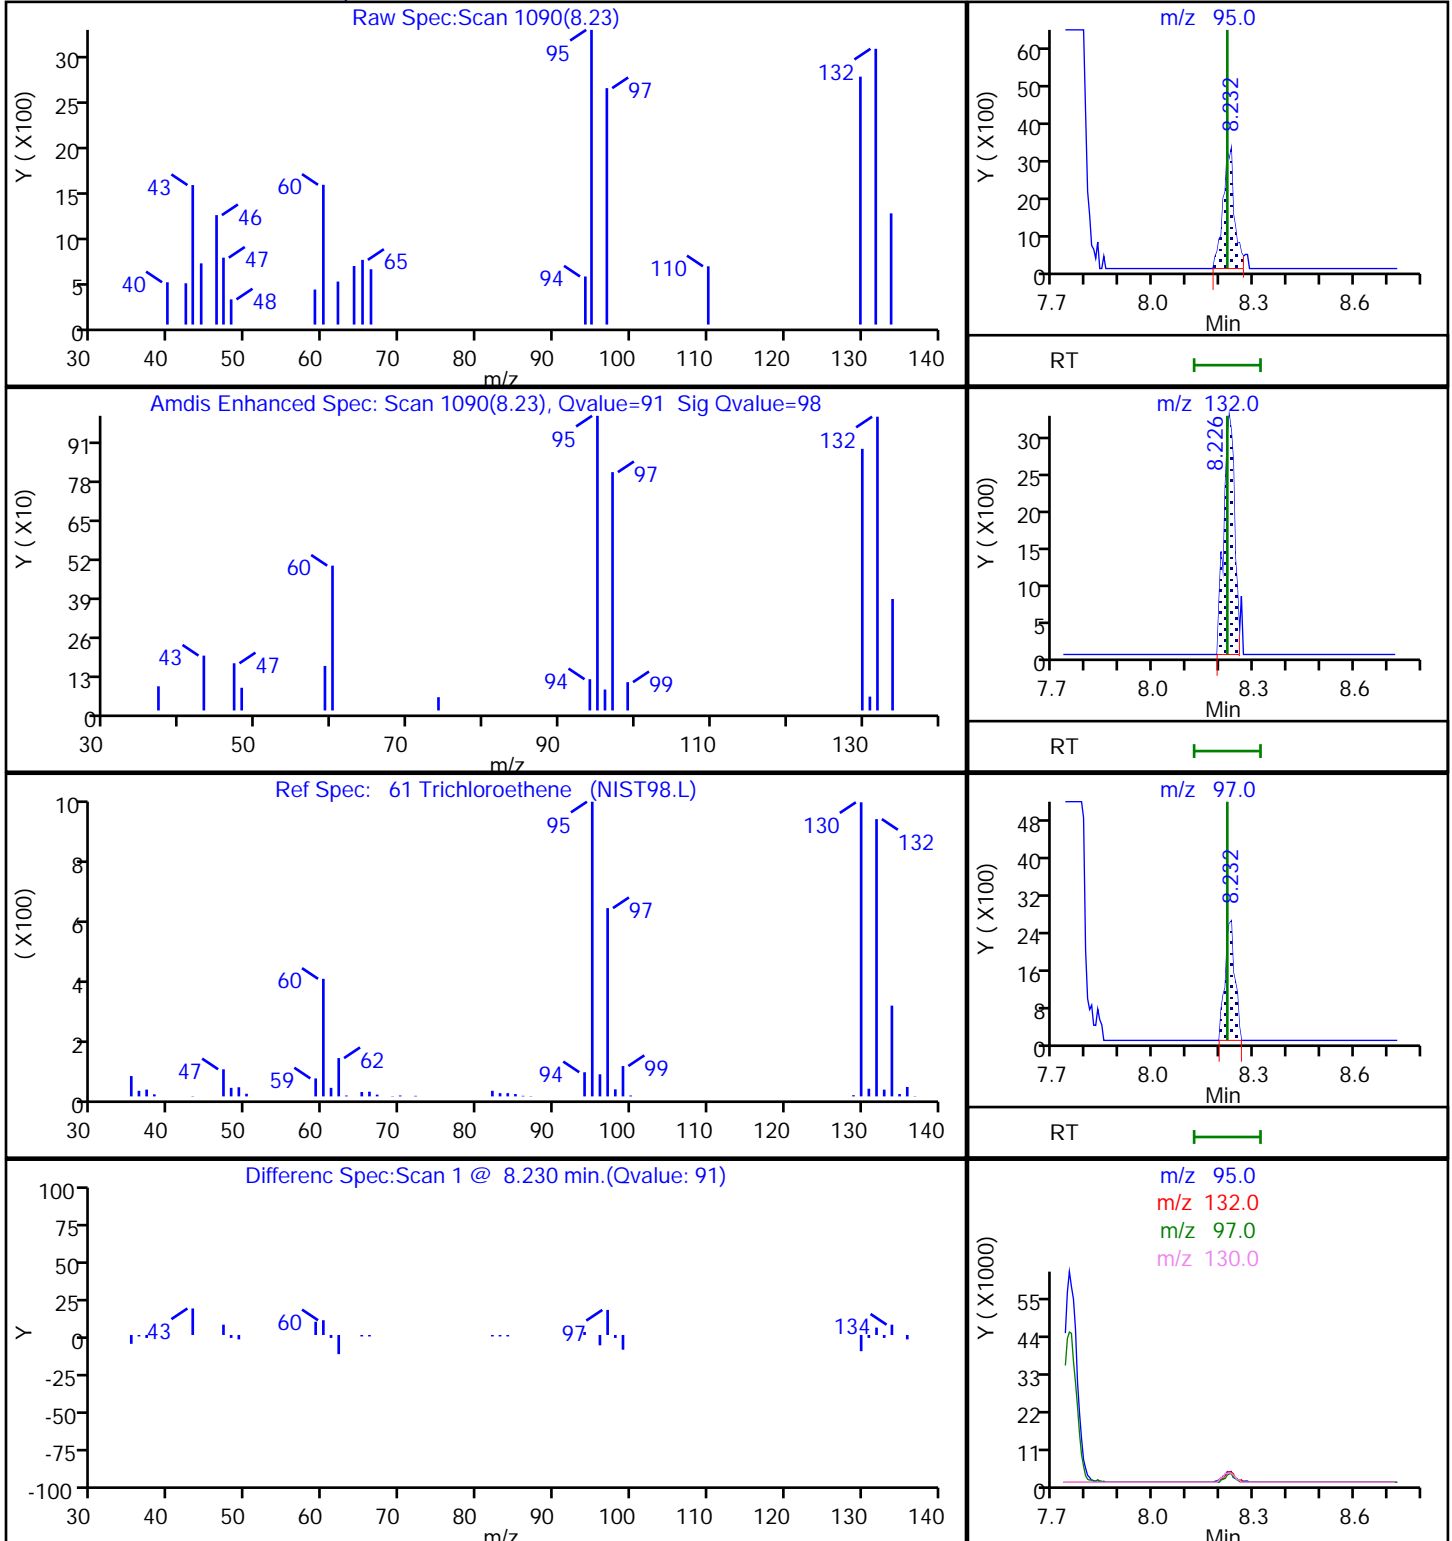 Raw Spec:Scan 1090(8.23)
Y ( X100)
30
25
20
15
10
5
0
43
40
46
47
48
60
65
95
97
94
110
132
30 40 50 60 70 80 90 100 110 120 130 140
m/z
m/z 95.0
Y ( X100)
60
50
40
30
20
10
0
8.232
7.7 8.0 8.3 8.6
Min
RT
Amdis Enhanced Spec: Scan 1090(8.23), Qvalue=91 Sig Qvalue=98
Y ( X10)
91
78
65
52
39
26
13
0
43
47
60
95
97
94
99
132
30 50 70 90 110 130
m/z
m/z 132.0
Y ( X100)
30
25
20
15
10
5
0
8.226
7.7 8.0 8.3 8.6
Min
RT
Ref Spec: 61 Trichloroethene (NIST98.L)
( X100)
10
8
6
4
2
0
47
59
60
62
95
97
94
99
130
132
30 40 50 60 70 80 90 100 110 120 130 140
m/z 97.0
Y ( X100)
48
40
32
24
16
8
0
8.232
7.7 8.0 8.3 8.6
Min
RT
Differenc Spec:Scan 1 @ 8.230 min.(Qvalue: 91)
Y
100
75
50
25
0
-25
-50
-75
-100
43
60
97
134
30 40 50 60 70 80 90 100 110 120 130 140
m/z
m/z 95.0
m/z 132.0
m/z 97.0
m/z 130.0
Y ( X1000)
55
44
33
22
11
0
7.7 8.0 8.3 8.6
Min